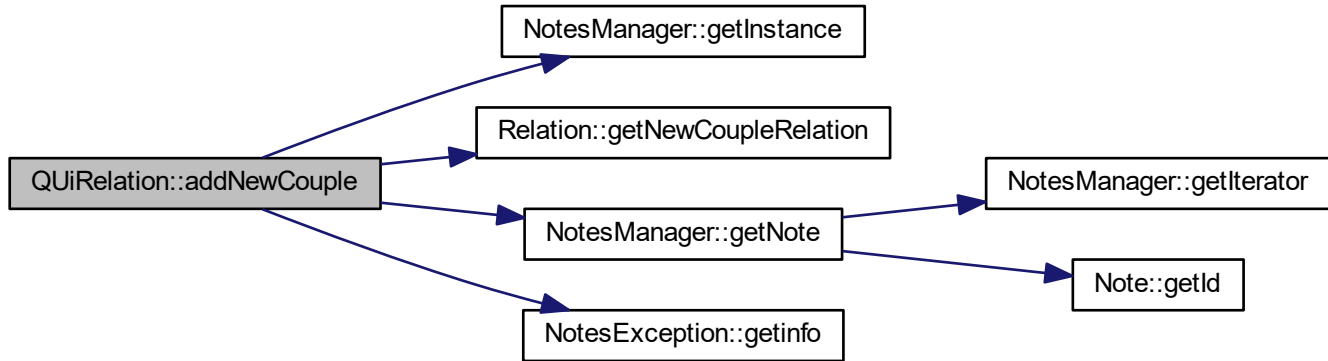 NotesManager::getInstance
Relation::getNewCoupleRelation
QUiRelation::addNewCouple
NotesManager::getIterator
NotesManager::getNote
Note::getId
NotesException::getinfo